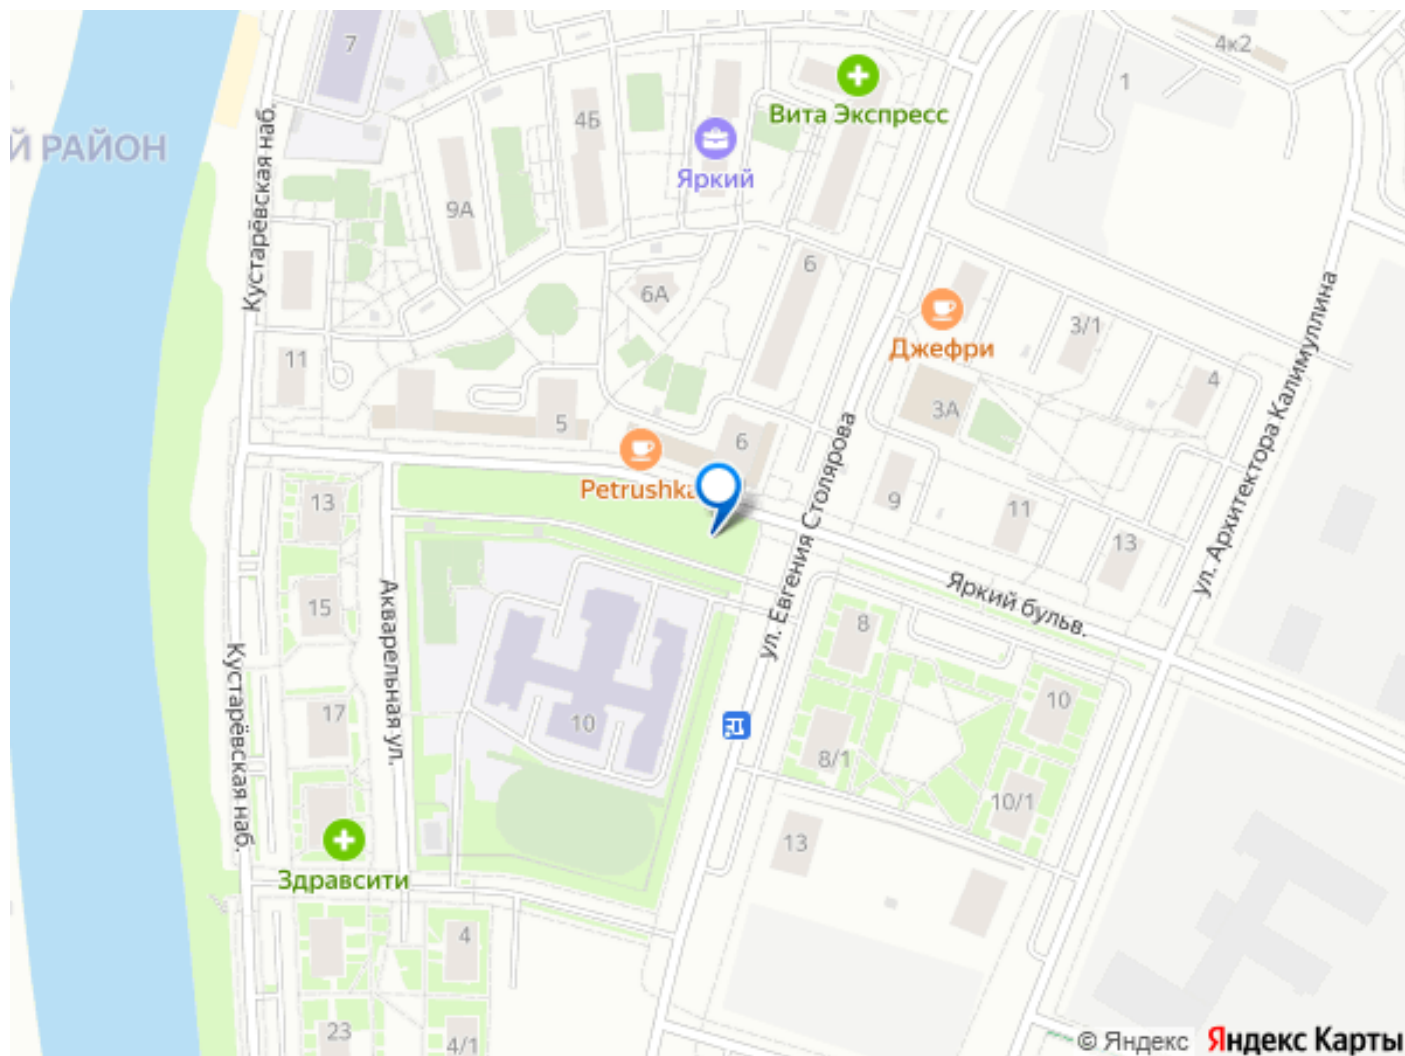 7
4к2
1
Вита Экспресс
4Б
Й РАЙОН
Яркий
Кустарёвская наб.
9А
6
6А
Джефри
3/1
11
4
3А
ул. Архитектора Калимуллина
5
6
Petrushka
ул. Евгения Столярова
9
11
13
13
Яркий бульв.
15
Акварельная ул.
8
Кустарёвская наб.
17
10
10
8/1
10/1
13
Здравсити
4
23
4/1
© Яндекс Яндекс Карты